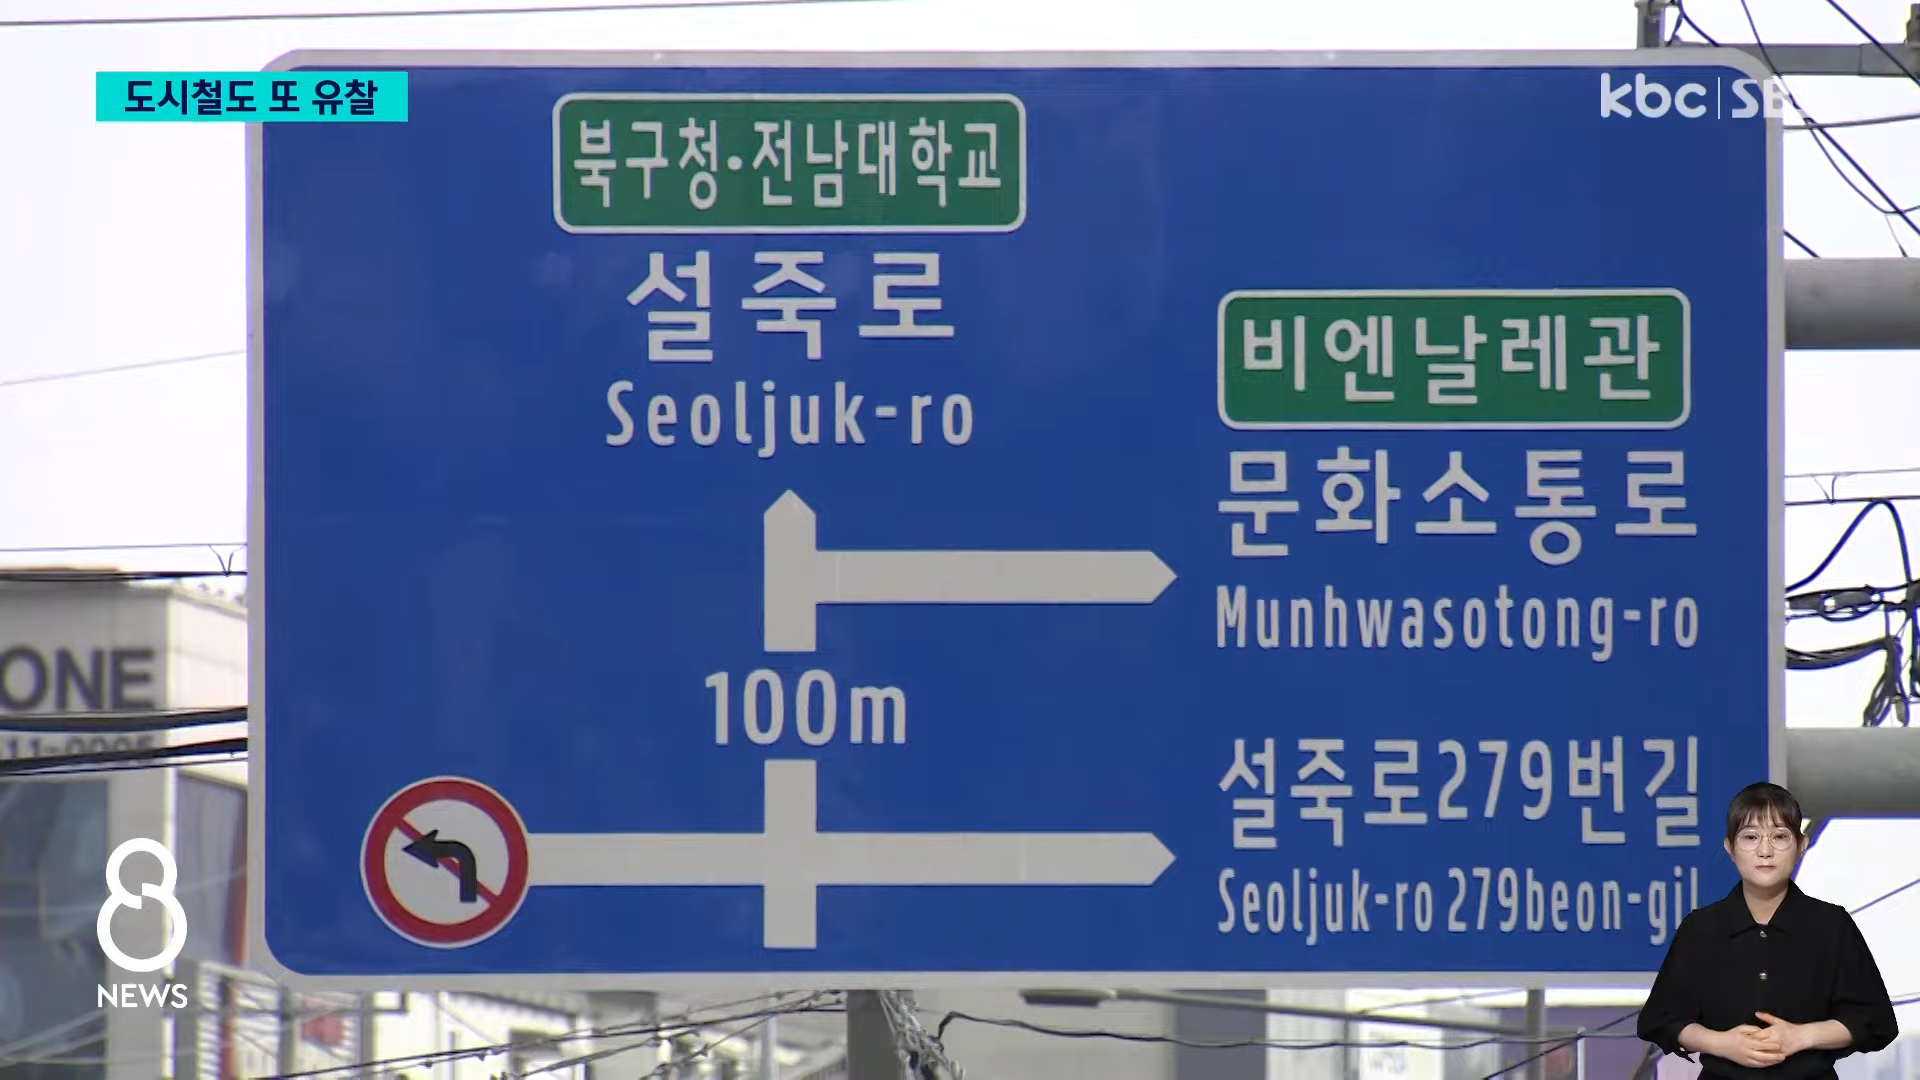 도시철도 또 유찰
kbc SB
북구청·전남대학교
설죽로
Seoljuk-ro
비엔날레관
문화소통로
Munhwasotong-ro
100m
설죽로279번길
Seoljuk-ro 279beon-gil
ONE
8
NEWS